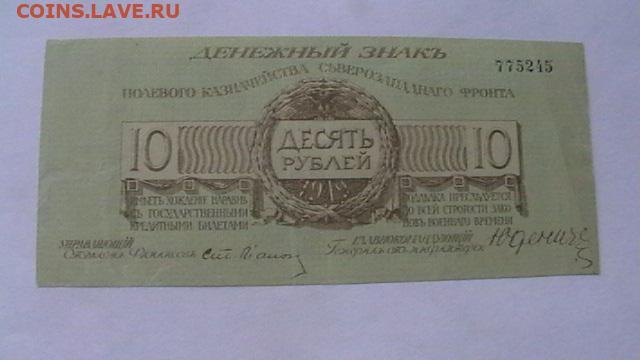 COINS.LAVE.RU
ДЕНЕЖНЫЙ ЗНАКЪ
775245
ПОЛЕВОГО КАЗНАЧЕЙСТВА СѢВЕРОЗАПАДНАГО ФРОНТА
10 ДЕСЯТЬ РУБЛЕЙ 10
1919
ИМѢЕТЪ ХОЖДЕНІЕ НАРАВНѢ
СЪ ГОСУДАРСТВЕННЫМИ
КРЕДИТНЫМИ БИЛЕТАМИ
ПОДДѢЛКА ПРЕСЛѢДУЕТСЯ
ПО ВСЕЙ СТРОГОСТИ ЗАКО
НОВЪ ВОЕННАГО ВРЕМЕНИ
УПРАВЛЯЮЩІЙ
ГЛАВНОКОМАНДУЮЩІЙ
Генералъ отъ инфантеріи Юденичъ